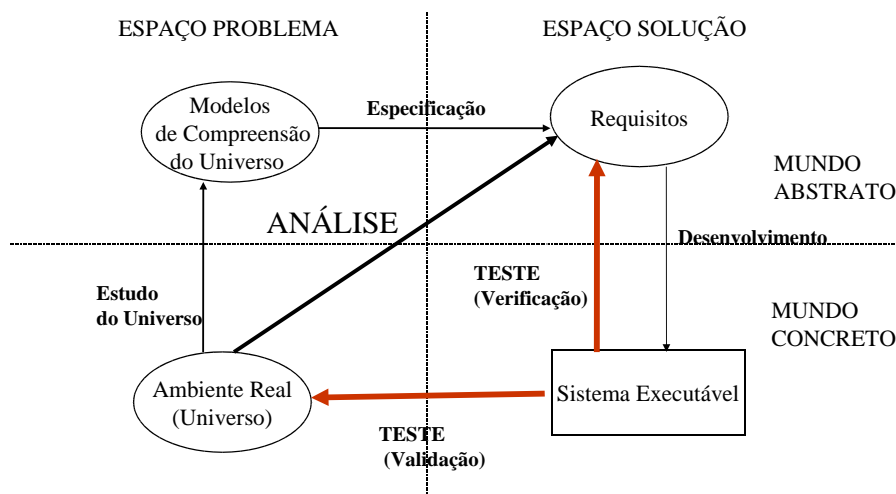 ESPAÇO PROBLEMA
ESPAÇO SOLUÇÃO
Modelos
de Compreensão
do Universo
Especificação
Requisitos
MUNDO
ABSTRATO
ANÁLISE
Desenvolvimento
TESTE
(Verificação)
Estudo
do Universo
MUNDO
CONCRETO
Ambiente Real
(Universo)
Sistema Executável
TESTE
(Validação)